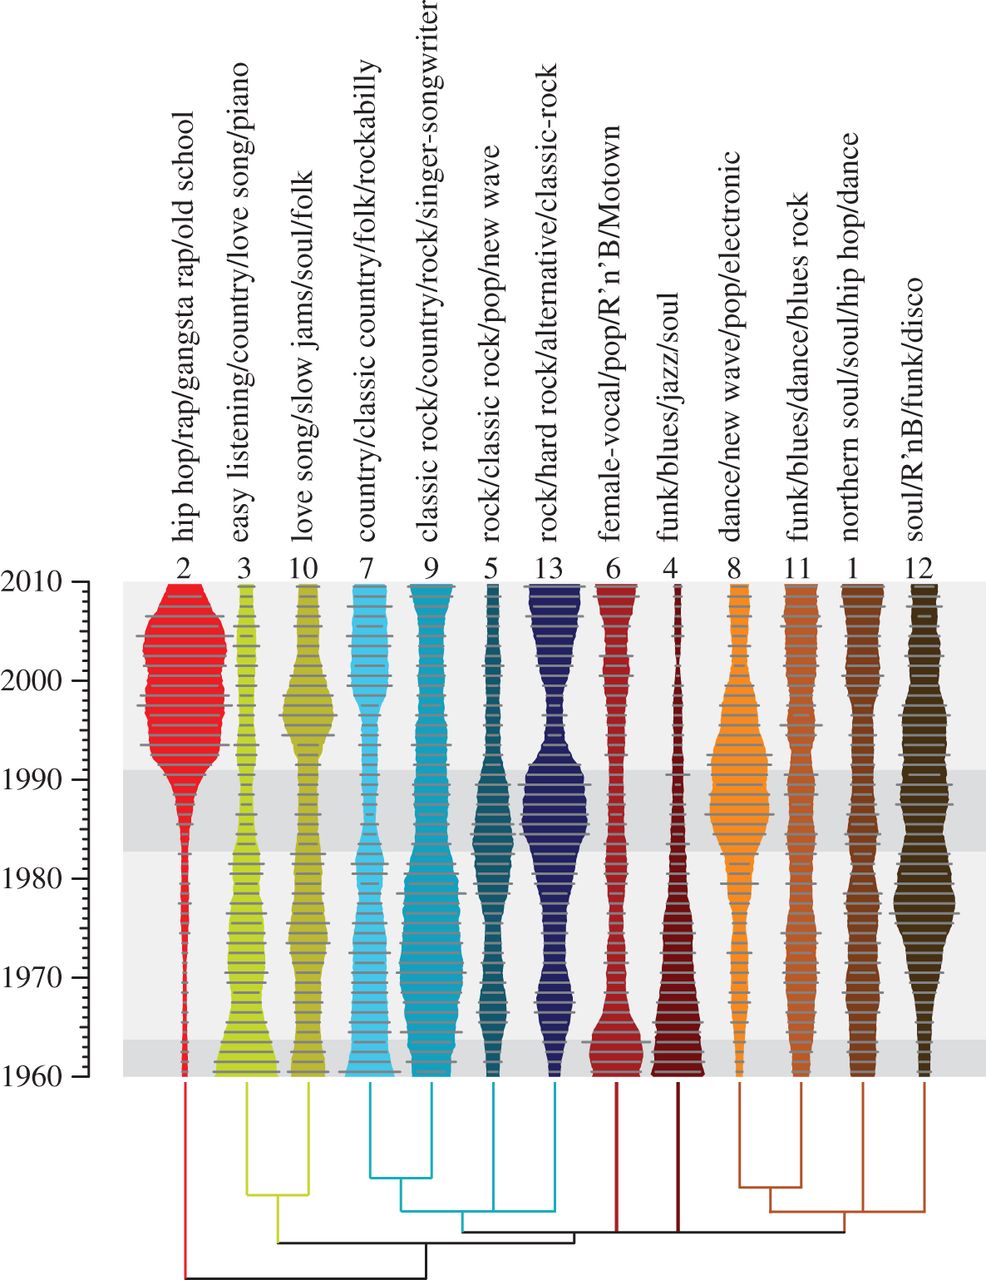 hip hop/rap/gangsta rap/old school
easy listening/country/love song/piano
love song/slow jams/soul/folk
country/classic country/folk/rockabilly
classic rock/country/rock/singer-songwriter
rock/classic rock/pop/new wave
rock/hard rock/alternative/classic-rock
female-vocal/pop/R'n'B/Motown
funk/blues/jazz/soul
dance/new wave/pop/electronic
funk/blues/dance/blues rock
northern soul/soul/hip hop/dance
soul/R'nB/funk/disco
2 3 10 7 9 5 13 6 4 8 11 1 12
2010
2000
1990
1980
1970
1960